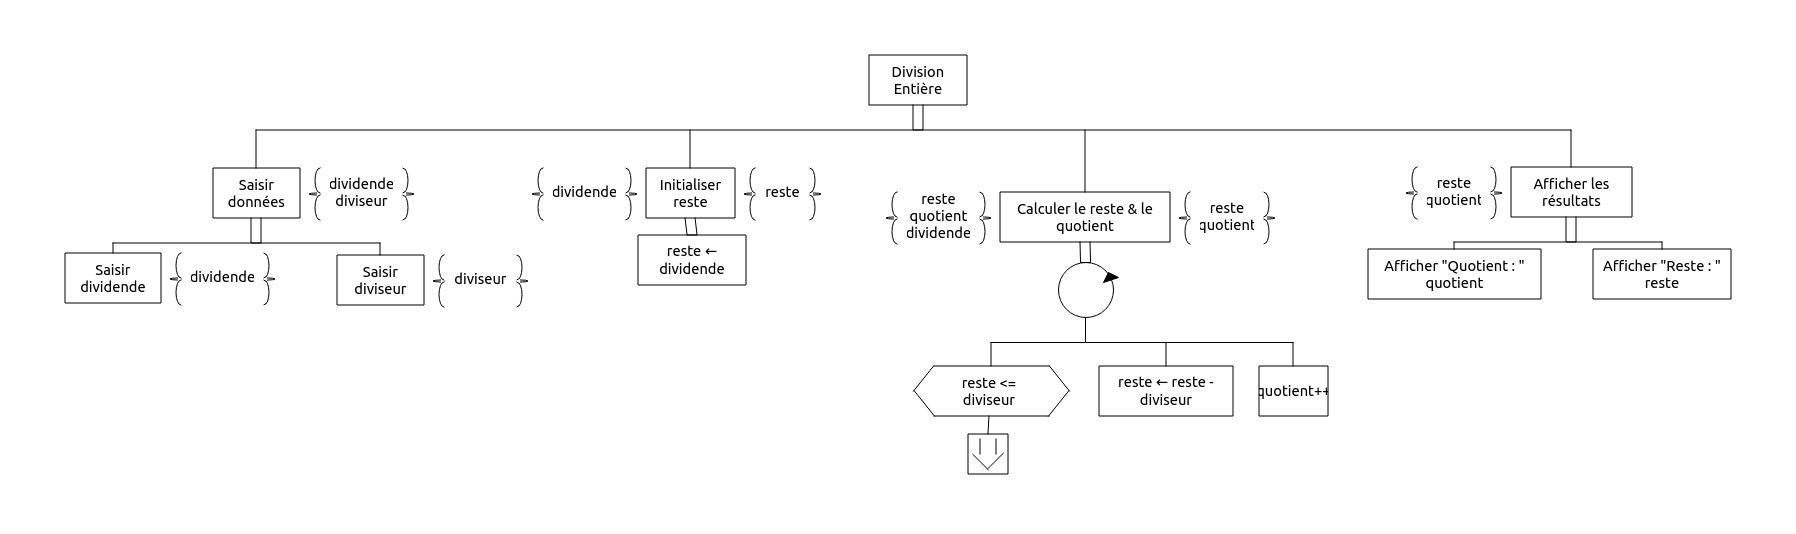 Division
Entière
Saisir
données
dividende
diviseur
dividende
Initialiser
reste
reste
reste
quotient
dividende
Calculer le reste & le
quotient
reste
quotient
reste
quotient
Afficher les
résultats
Saisir
dividende
dividende
Saisir
diviseur
diviseur
reste ←
dividende
Afficher "Quotient : "
quotient
Afficher "Reste : "
reste
reste <=
diviseur
reste ← reste -
diviseur
quotient++